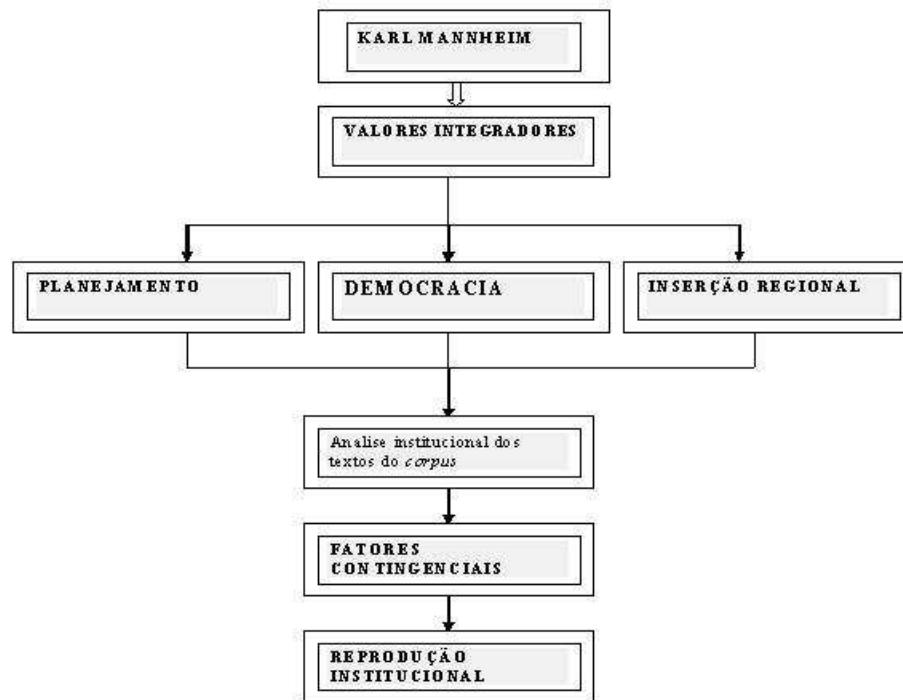 KARL MANNHEIM
VALORES INTEGRADORES
PLANEJAMENTO
DEMOCRACIA
INSERÇÃO REGIONAL
Analise institucional dos
textos do corpus
FATORES
CONTINGENCIAIS
REPRODUÇÃO
INSTITUCIONAL